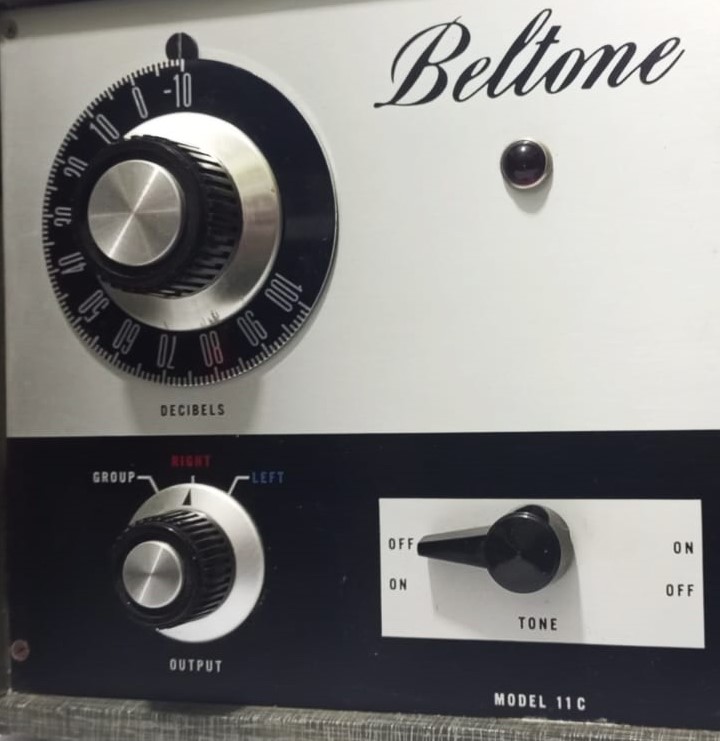 Beltone
-10
0
10
20
30
40
50
60
70
80
90
100
DECIBELS
GROUP RIGHT LEFT
OUTPUT
OFF ON
ON OFF
TONE
MODEL 11C